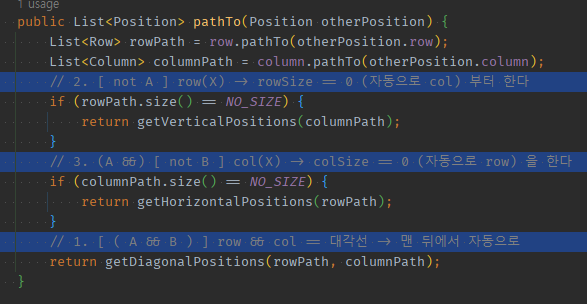 1 usage
public List<Position> pathTo(Position otherPosition) {
List<Row> rowPath = row.pathTo(otherPosition.row);
List<Column> columnPath = column.pathTo(otherPosition.column);
// 2. [ not A ] row(X) -> rowSize == 0 (자동으로 col) 부터 한다
if (rowPath.size() == NO_SIZE) {
return getVerticalPositions(columnPath);
}
// 3. (A &&) [ not B ] col(X) -> colSize == 0 (자동으로 row) 을 한다
if (columnPath.size() == NO_SIZE) {
return getHorizontalPositions(rowPath);
}
// 1. [ ( A && B ) ] row && col == 대각선 -> 맨 뒤에서 자동으로
return getDiagonalPositions(rowPath, columnPath);
}